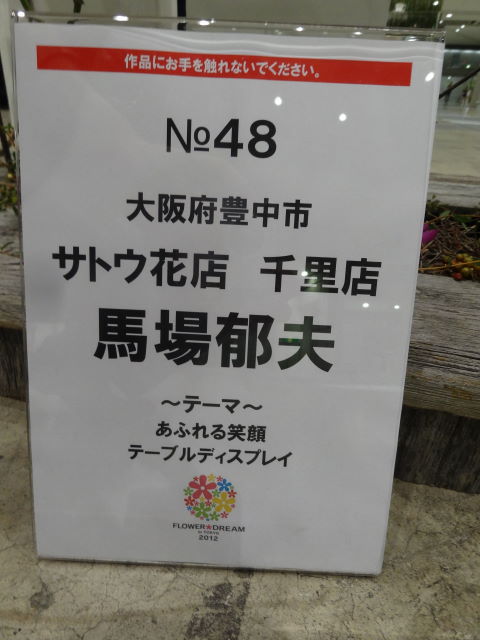 作品にお手を触れないでください。
№48
大阪府豊中市
サトウ花店 千里店
馬場郁夫
～テーマ～
あふれる笑顔
テーブルディスプレイ
FLOWER★DREAM
in TOKYO
2012